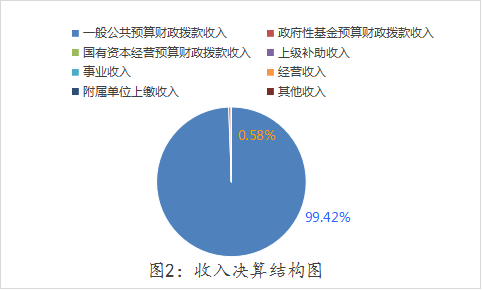 一般公共预算财政拨款收入 政府性基金预算财政拨款收入
国有资本经营预算财政拨款收入 上级补助收入
事业收入 经营收入
附属单位上缴收入 其他收入
0.58%
99.42%
图2：收入决算结构图